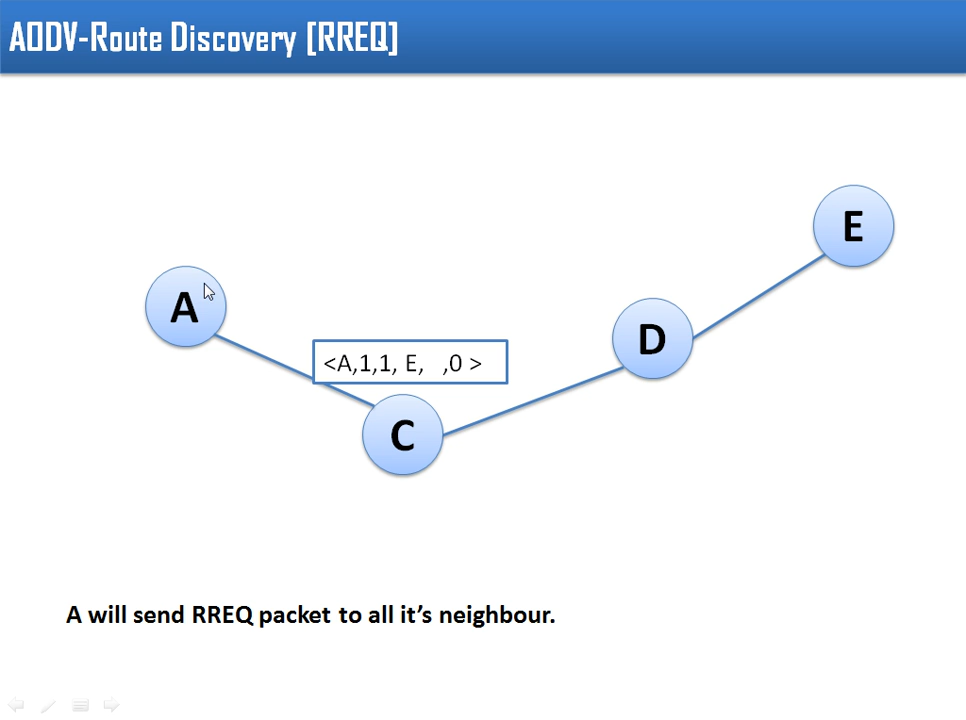 AODV-Route Discovery [RREQ]
E
A
D
<A,1,1, E,   ,0 >
C
A will send RREQ packet to all it’s neighbour.